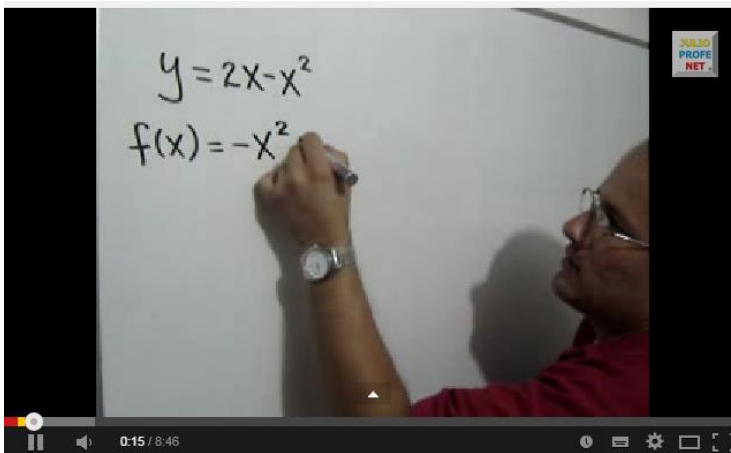 y = 2x - x²
f(x) = -x²
JULIO
PROFE
NET .
0:15 / 8:46